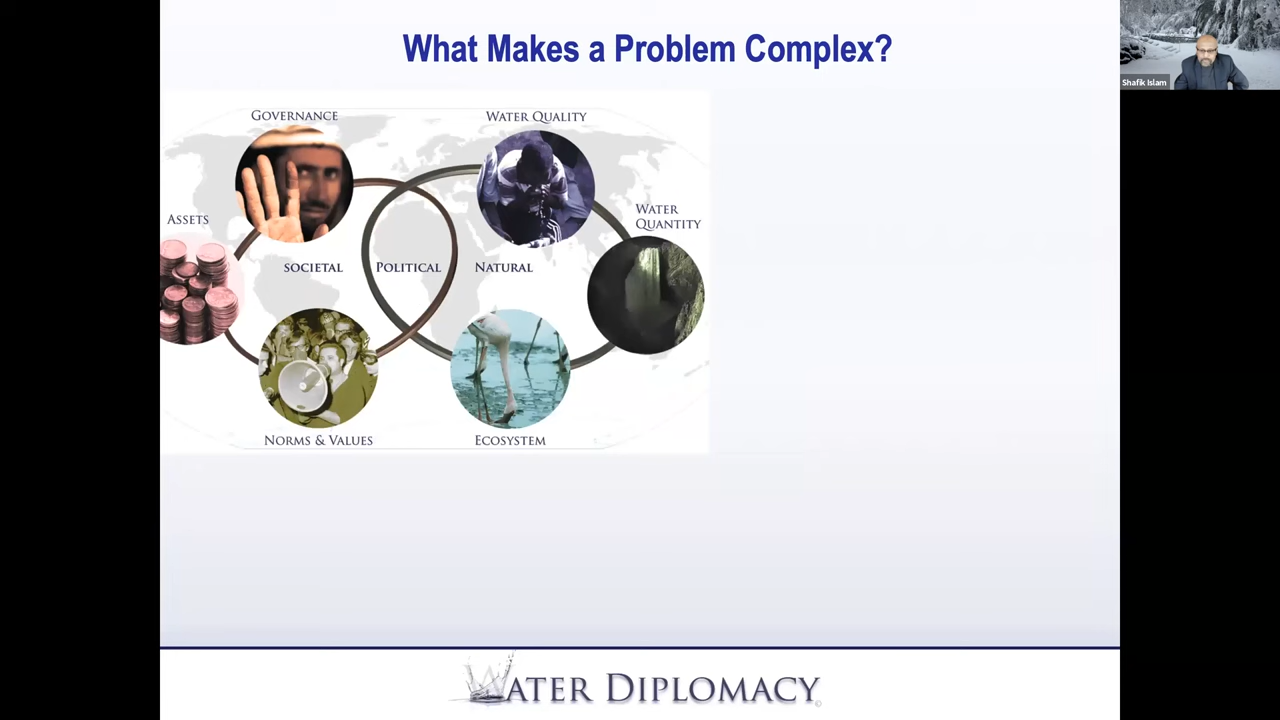 What Makes a Problem Complex?
Shafik Islam
GOVERNANCE
WATER QUALITY
ASSETS
WATER
QUANTITY
SOCIETAL
POLITICAL
NATURAL
NORMS & VALUES
ECOSYSTEM
WATER DIPLOMACY©